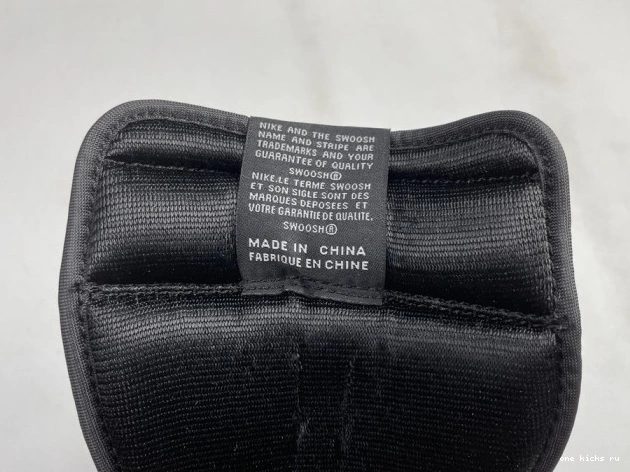 NIKE AND THE SWOOSH
NAME AND STRIPE ARE
TRADEMARKS AND YOUR
GUARANTEE OF QUALITY
SWOOSH®
NIKE.LE TERME SWOOSH
ET SON SIGLE SONT DES
MARQUES DEPOSEES ET
VOTRE GARANTIE DE QUALITE,
SWOOSH®
MADE IN CHINA
FABRIQUE EN CHINE
one kicks ru